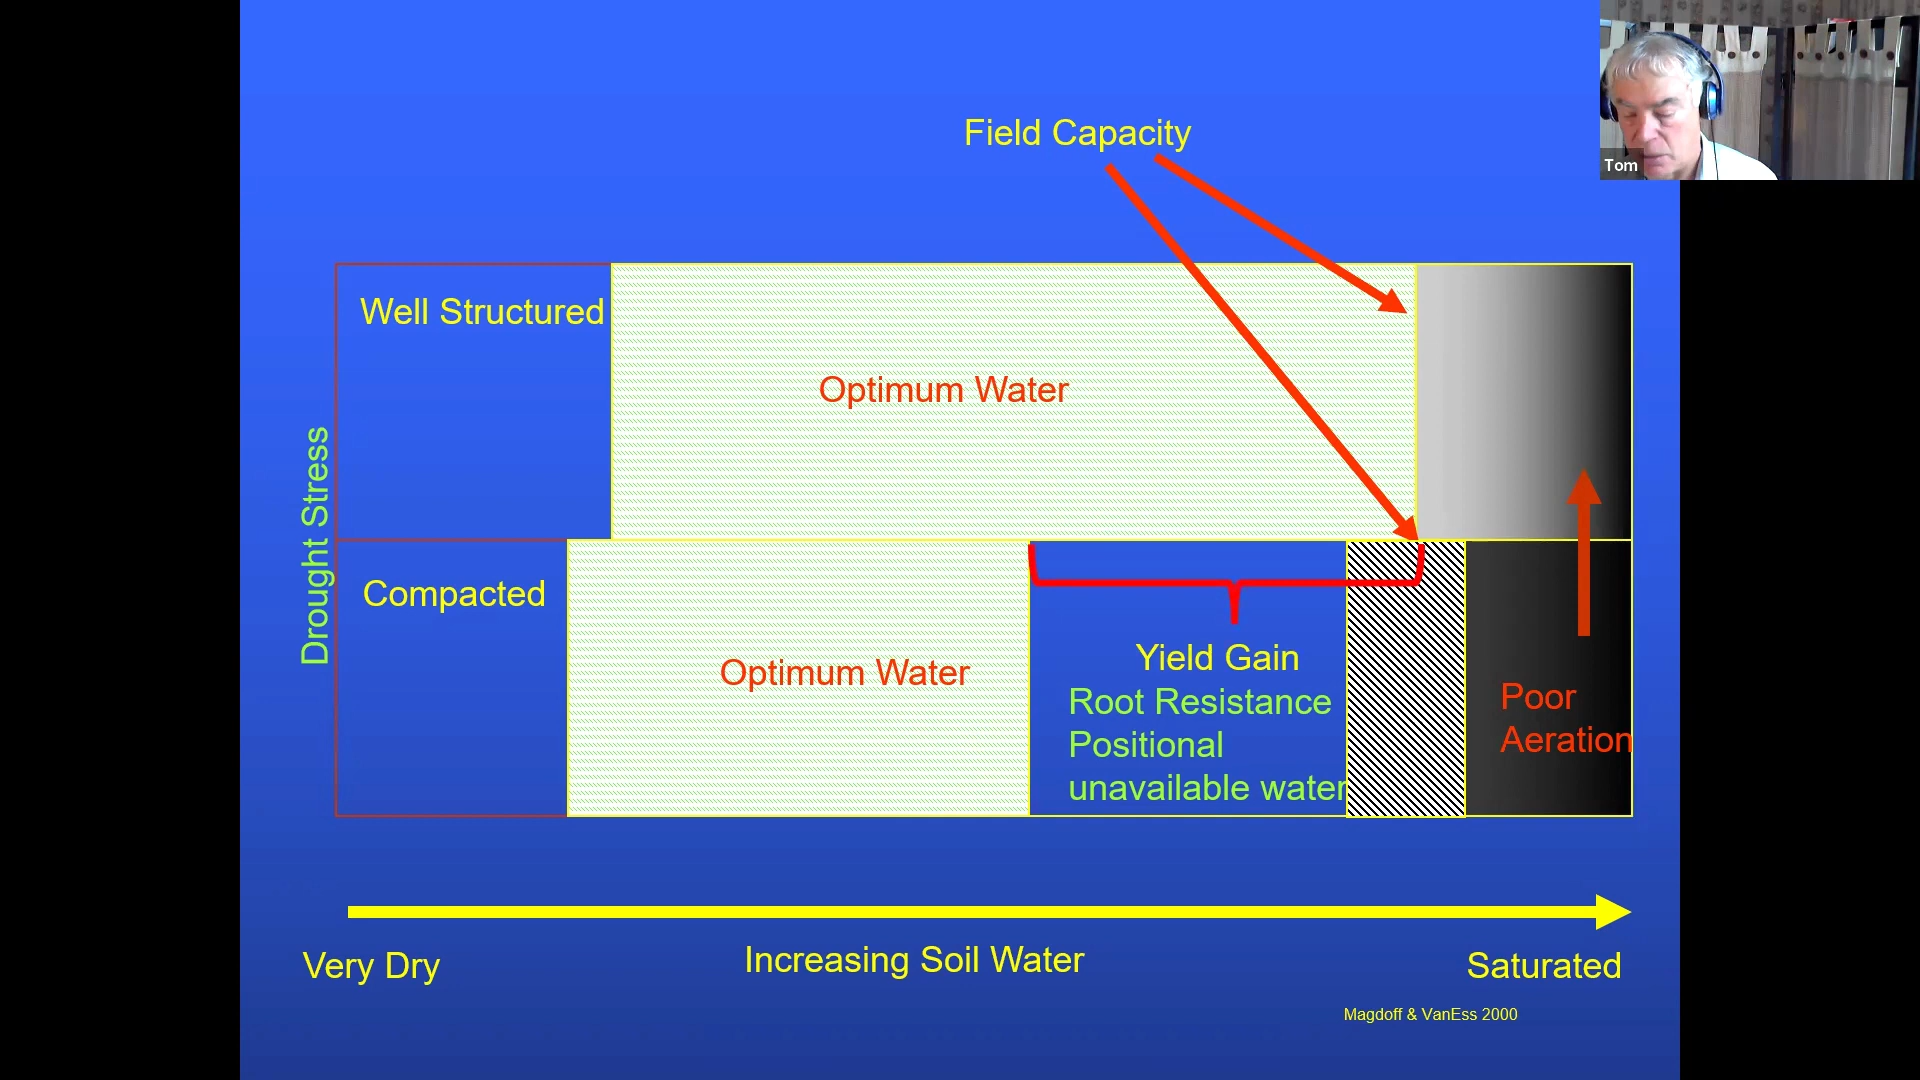 Field Capacity
Tom
Well Structured
Optimum Water
Drought Stress
Compacted
Optimum Water
Yield Gain
Root Resistance
Positional
unavailable water
Poor
Aeration
Very Dry
Increasing Soil Water
Saturated
Magdoff & VanEss 2000